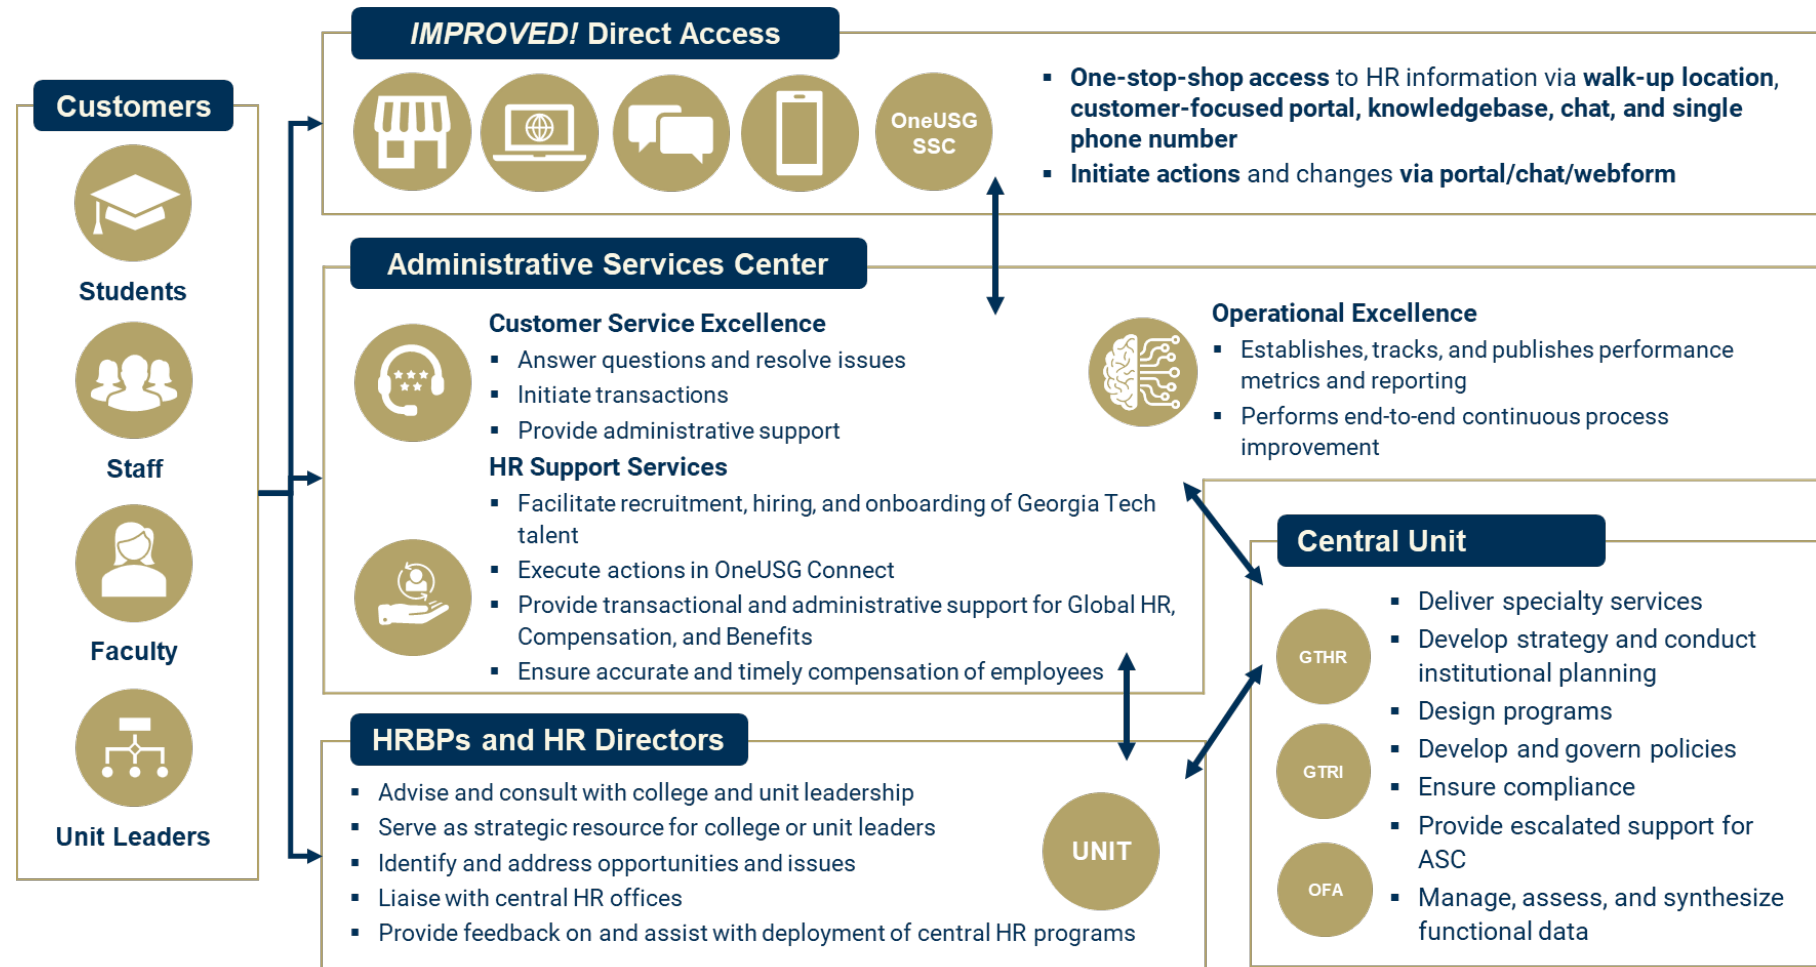 Customers
Students
Staff
Faculty
Unit Leaders
IMPROVED! Direct Access
OneUSG
SSC
▪ One-stop-shop access to HR information via walk-up location,
customer-focused portal, knowledgebase, chat, and single
phone number
▪ Initiate actions and changes via portal/chat/webform
Administrative Services Center
Customer Service Excellence
▪ Answer questions and resolve issues
▪ Initiate transactions
▪ Provide administrative support
HR Support Services
▪ Facilitate recruitment, hiring, and onboarding of Georgia Tech
talent
▪ Execute actions in OneUSG Connect
▪ Provide transactional and administrative support for Global HR,
Compensation, and Benefits
▪ Ensure accurate and timely compensation of employees
Operational Excellence
▪ Establishes, tracks, and publishes performance
metrics and reporting
▪ Performs end-to-end continuous process
improvement
HRBPs and HR Directors
▪ Advise and consult with college and unit leadership
▪ Serve as strategic resource for college or unit leaders
▪ Identify and address opportunities and issues
▪ Liaise with central HR offices
▪ Provide feedback on and assist with deployment of central HR programs
UNIT
Central Unit
GTHR
GTRI
OFA
▪ Deliver specialty services
▪ Develop strategy and conduct
institutional planning
▪ Design programs
▪ Develop and govern policies
▪ Ensure compliance
▪ Provide escalated support for
ASC
▪ Manage, assess, and synthesize
functional data